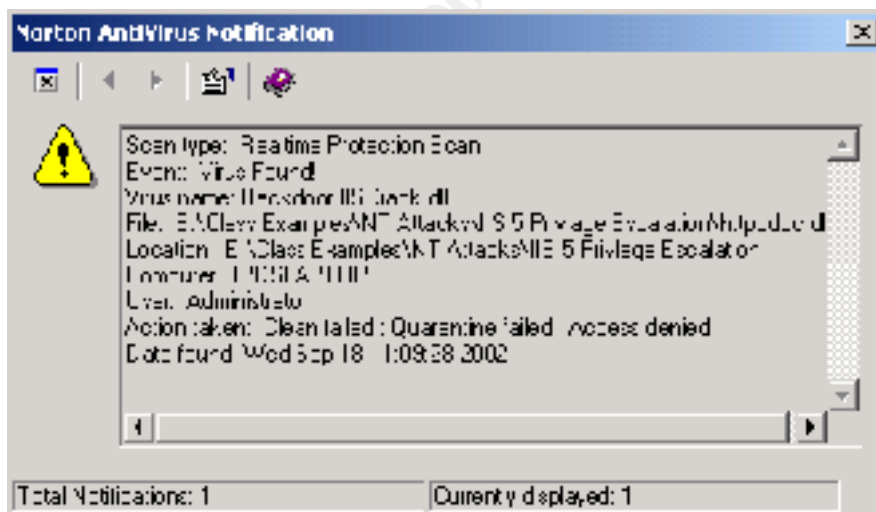 Norton AntiVirus Notification
Scan type: Realtime Protection Scan
Event: Virus Found!
Virus name: Backdoor
File: E:\Class Examples\NT Attacks\IIS 5 Privilege Escalation\
Location: E:\Class Examples\NT Attacks\IIS 5 Privilege Escalation
Computer:
User: Administrator
Action taken: Clean failed : Quarantine failed : Access denied
Date found: Wed Sep 18 2002
Total Notifications: 1
Currently displayed: 1